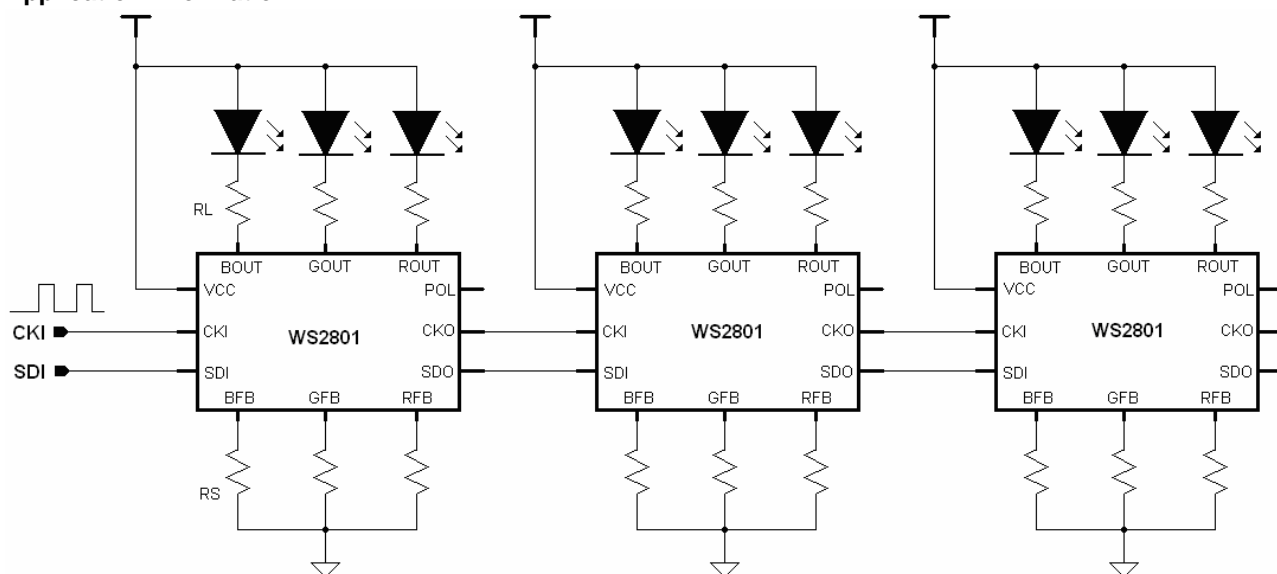 RL
BOUT GOUT ROUT
VCC POL
CKI CKI WS2801 CKO
SDI SDI SDO
BFB GFB RFB
RS
BOUT GOUT ROUT
VCC POL
CKI WS2801 CKO
SDI SDO
BFB GFB RFB
BOUT GOUT ROUT
VCC POL
CKI WS2801 CKO
SDI SDO
BFB GFB RFB